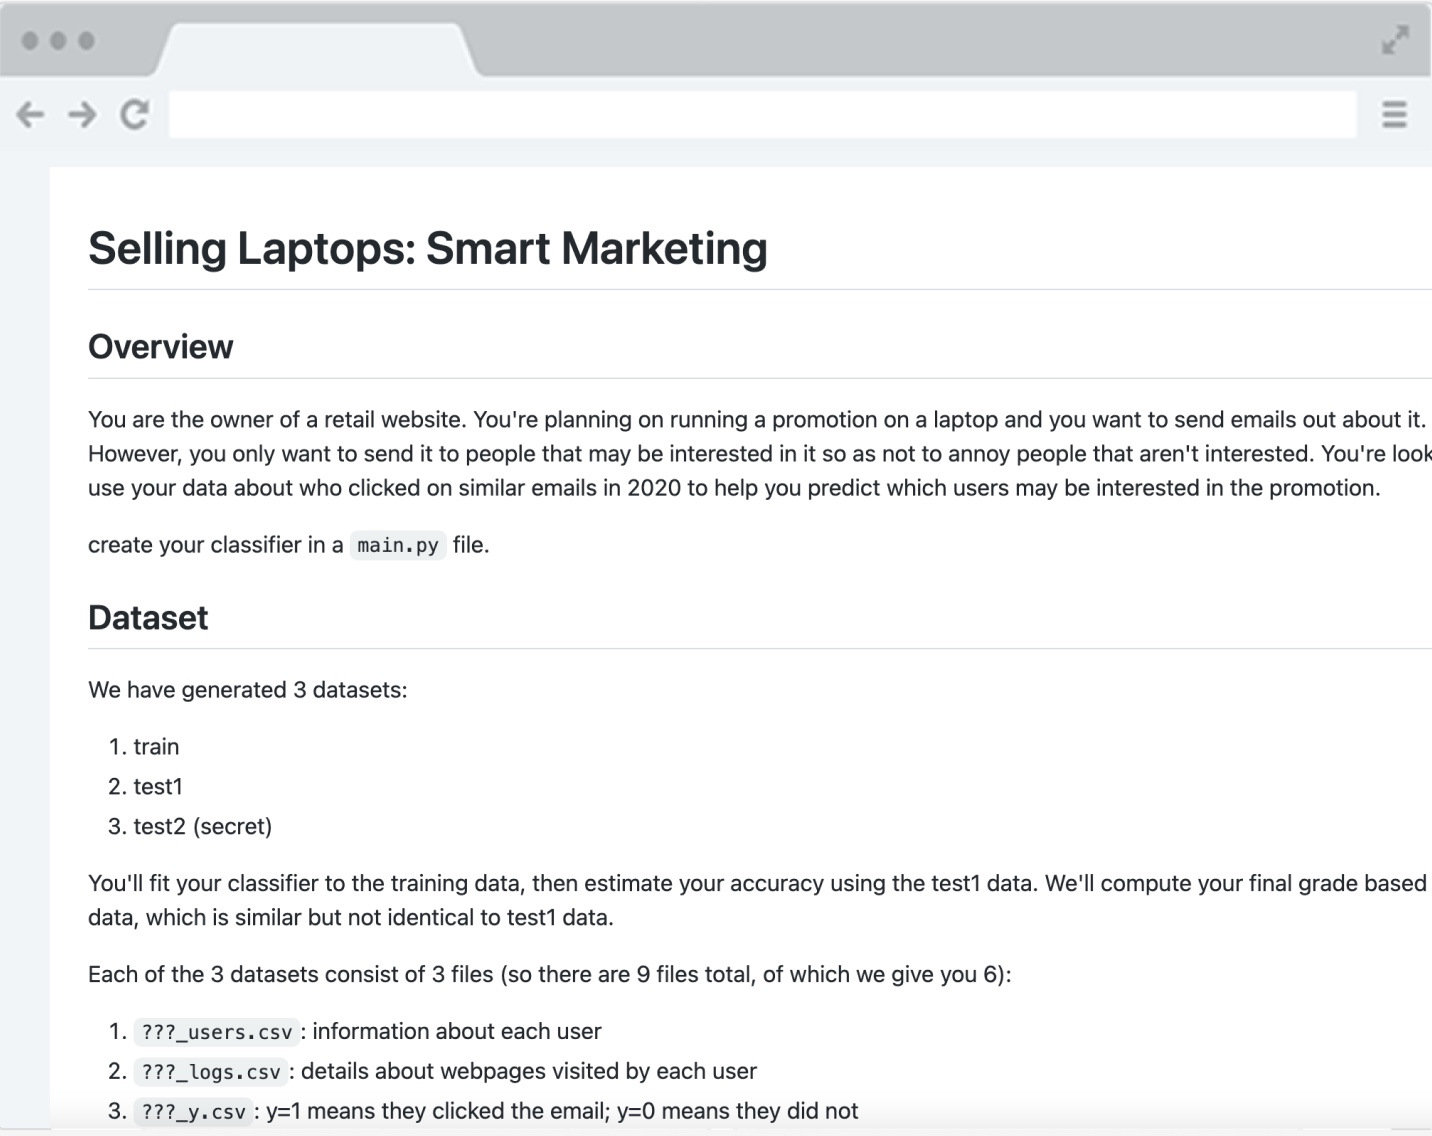 Selling Laptops: Smart Marketing
Overview
You are the owner of a retail website. You're planning on running a promotion on a laptop and you want to send emails out about it.
However, you only want to send it to people that may be interested in it so as not to annoy people that aren't interested. You're look
use your data about who clicked on similar emails in 2020 to help you predict which users may be interested in the promotion.
create your classifier in a main.py file.
Dataset
We have generated 3 datasets:
1. train
2. test1
3. test2 (secret)
You'll fit your classifier to the training data, then estimate your accuracy using the test1 data. We'll compute your final grade based
data, which is similar but not identical to test1 data.
Each of the 3 datasets consist of 3 files (so there are 9 files total, of which we give you 6):
1. ???_users.csv : information about each user
2. ???_logs.csv : details about webpages visited by each user
3. ???_y.csv : y=1 means they clicked the email; y=0 means they did not